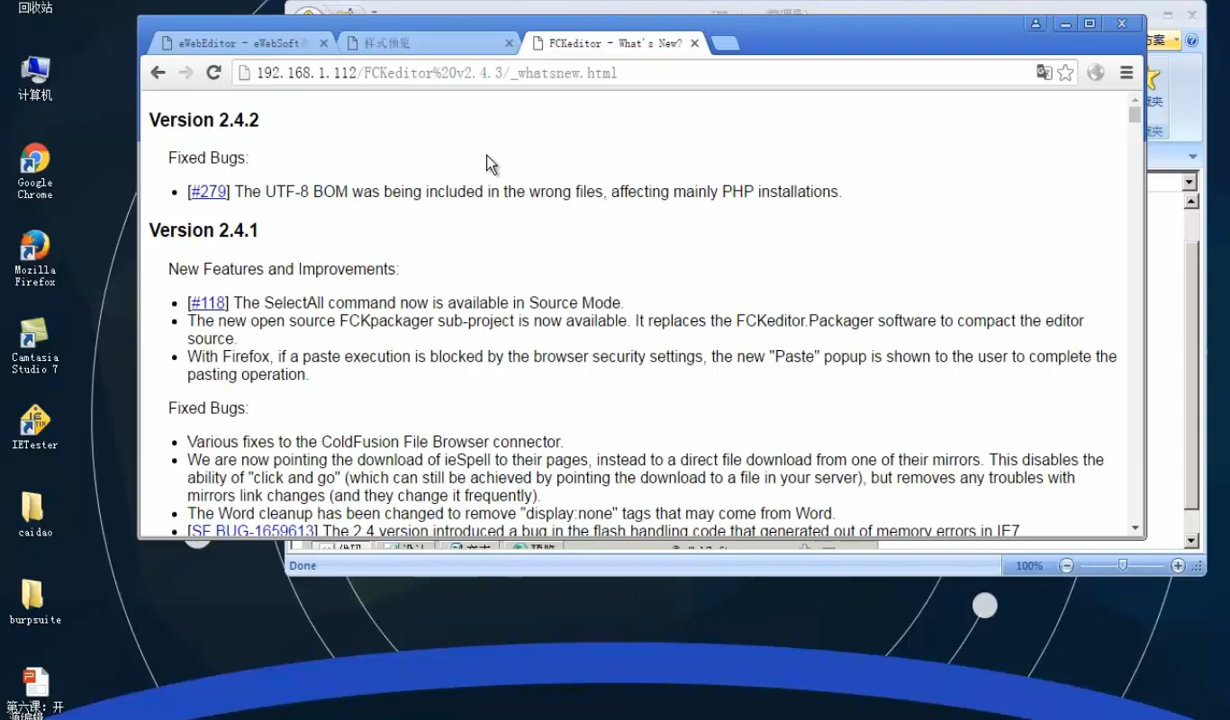 回收站
eWebEditor - eWebSoft
样式预览
FCKeditor - What's New?
192.168.1.112/FCKeditor%20v2.4.3/_whatsnew.html
方案
计算机
Google
Chrome
Mozilla
Firefox
Camtasia
Studio 7
IETester
caidao
burpsuite
第六课：开
Version 2.4.2
Fixed Bugs:
• [#279] The UTF-8 BOM was being included in the wrong files, affecting mainly PHP installations.
Version 2.4.1
New Features and Improvements:
• [#118] The SelectAll command now is available in Source Mode.
• The new open source FCKpackager sub-project is now available. It replaces the FCKeditor.Packager software to compact the editor
source.
• With Firefox, if a paste execution is blocked by the browser security settings, the new "Paste" popup is shown to the user to complete the
pasting operation.
Fixed Bugs:
• Various fixes to the ColdFusion File Browser connector.
• We are now pointing the download of ieSpell to their pages, instead to a direct file download from one of their mirrors. This disables the
ability of "click and go" (which can still be achieved by pointing the download to a file in your server), but removes any troubles with
mirrors link changes (and they change it frequently).
• The Word cleanup has been changed to remove "display:none" tags that may come from Word.
• [SF BUG-1659613] The 2.4 version introduced a bug in the flash handling code that generated out of memory errors in IE7.
Done
100%